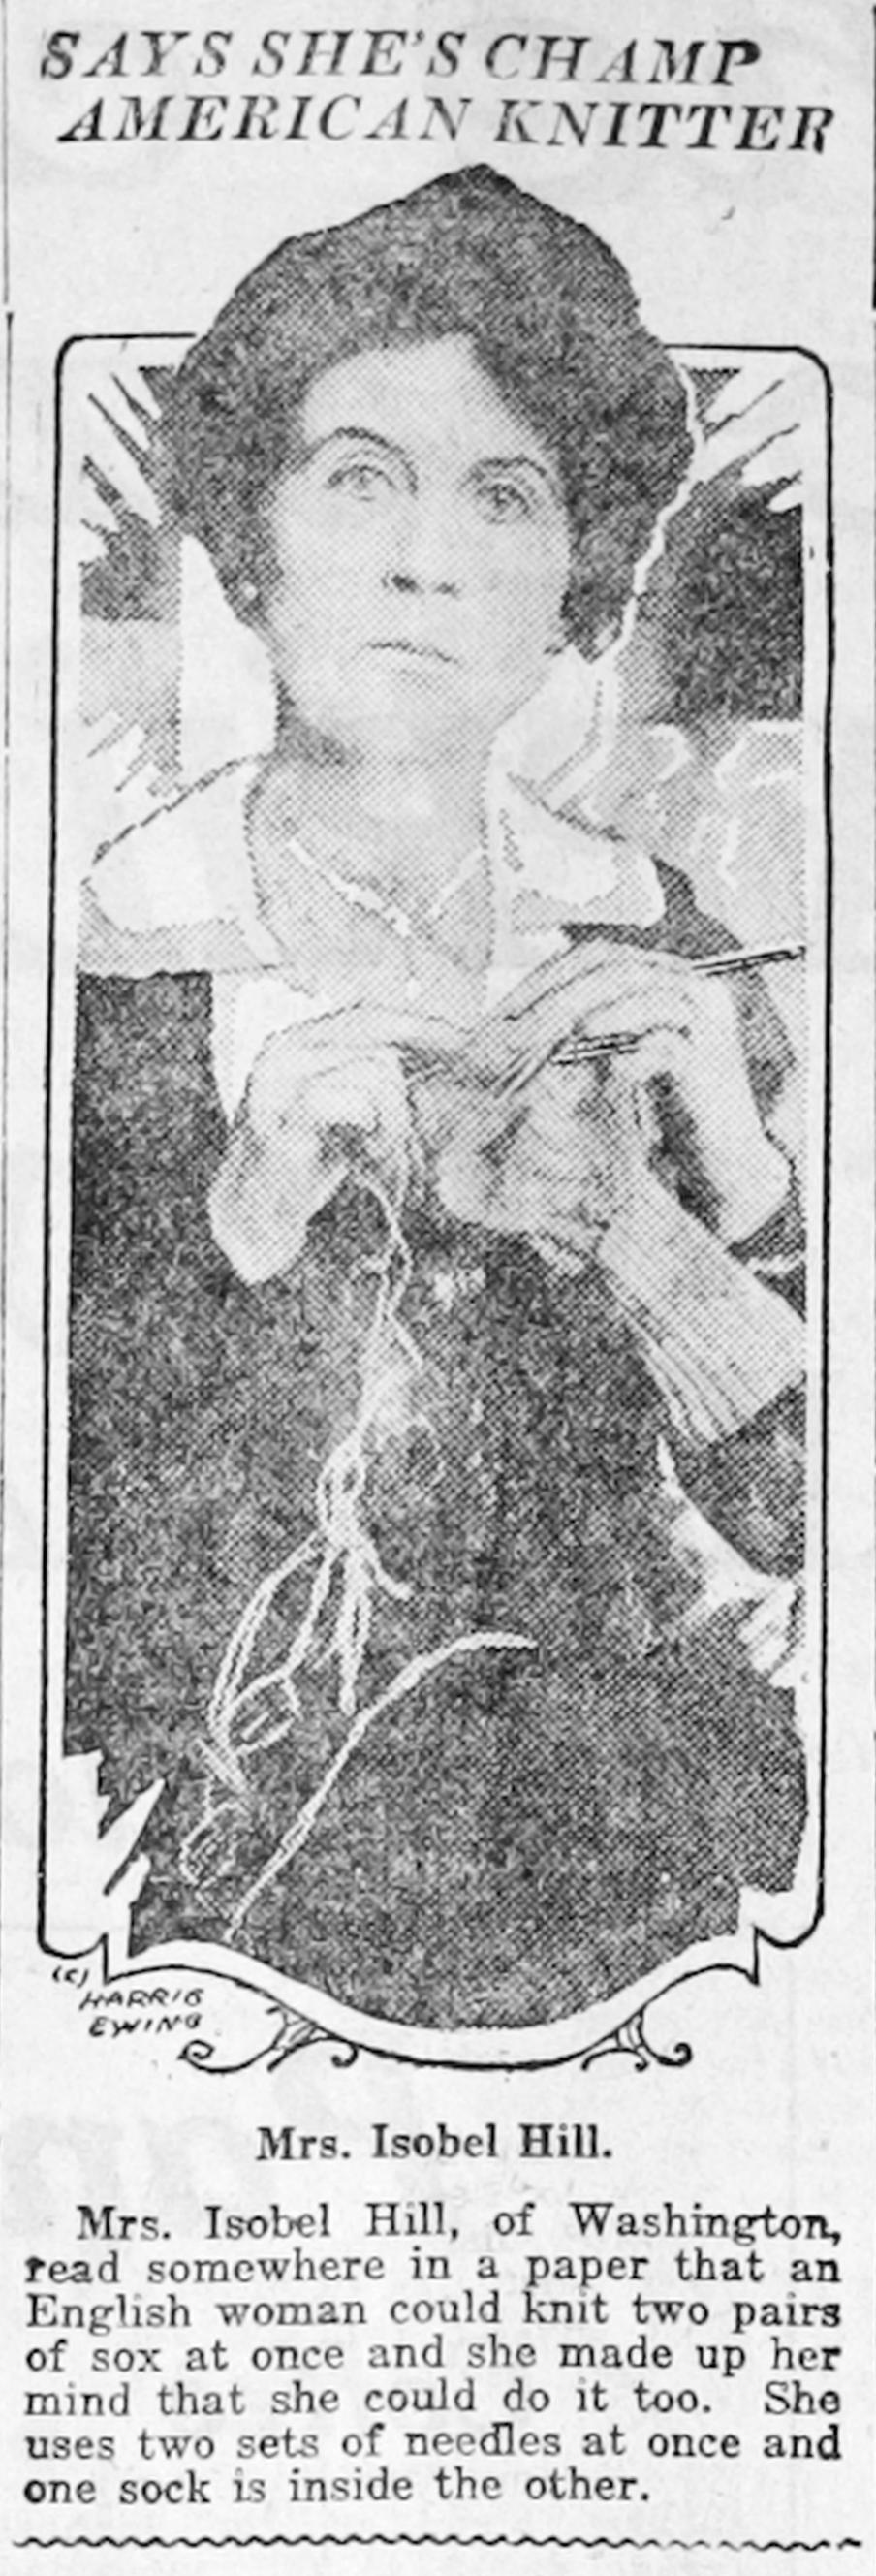 SAYS SHE'S CHAMP
AMERICAN KNITTER
(C)
HARRIS
EWING
Mrs. Isobel Hill.
Mrs. Isobel Hill, of Washington,
read somewhere in a paper that an
English woman could knit two pairs
of sox at once and she made up her
mind that she could do it too. She
uses two sets of needles at once and
one sock is inside the other.